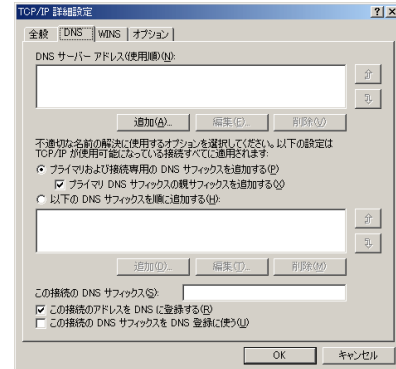 TCP/IP 詳細設定
全般 DNS WINS オプション
DNS サーバー アドレス(使用順)(N):
追加(A)... 編集(E)... 削除(V)
不適切な名前の解決に使用するオプションを選択してください。以下の設定は
TCP/IP が使用可能になっている接続すべてに適用されます:
プライマリおよび接続専用の DNS サフィックスを追加する(P)
プライマリ DNS サフィックスの親サフィックスを追加する(X)
以下の DNS サフィックスを順に追加する(H):
追加(D)... 編集(T)... 削除(M)
この接続の DNS サフィックス(S):
この接続のアドレスを DNS に登録する(R)
この接続の DNS サフィックスを DNS 登録に使う(U)
OK キャンセル